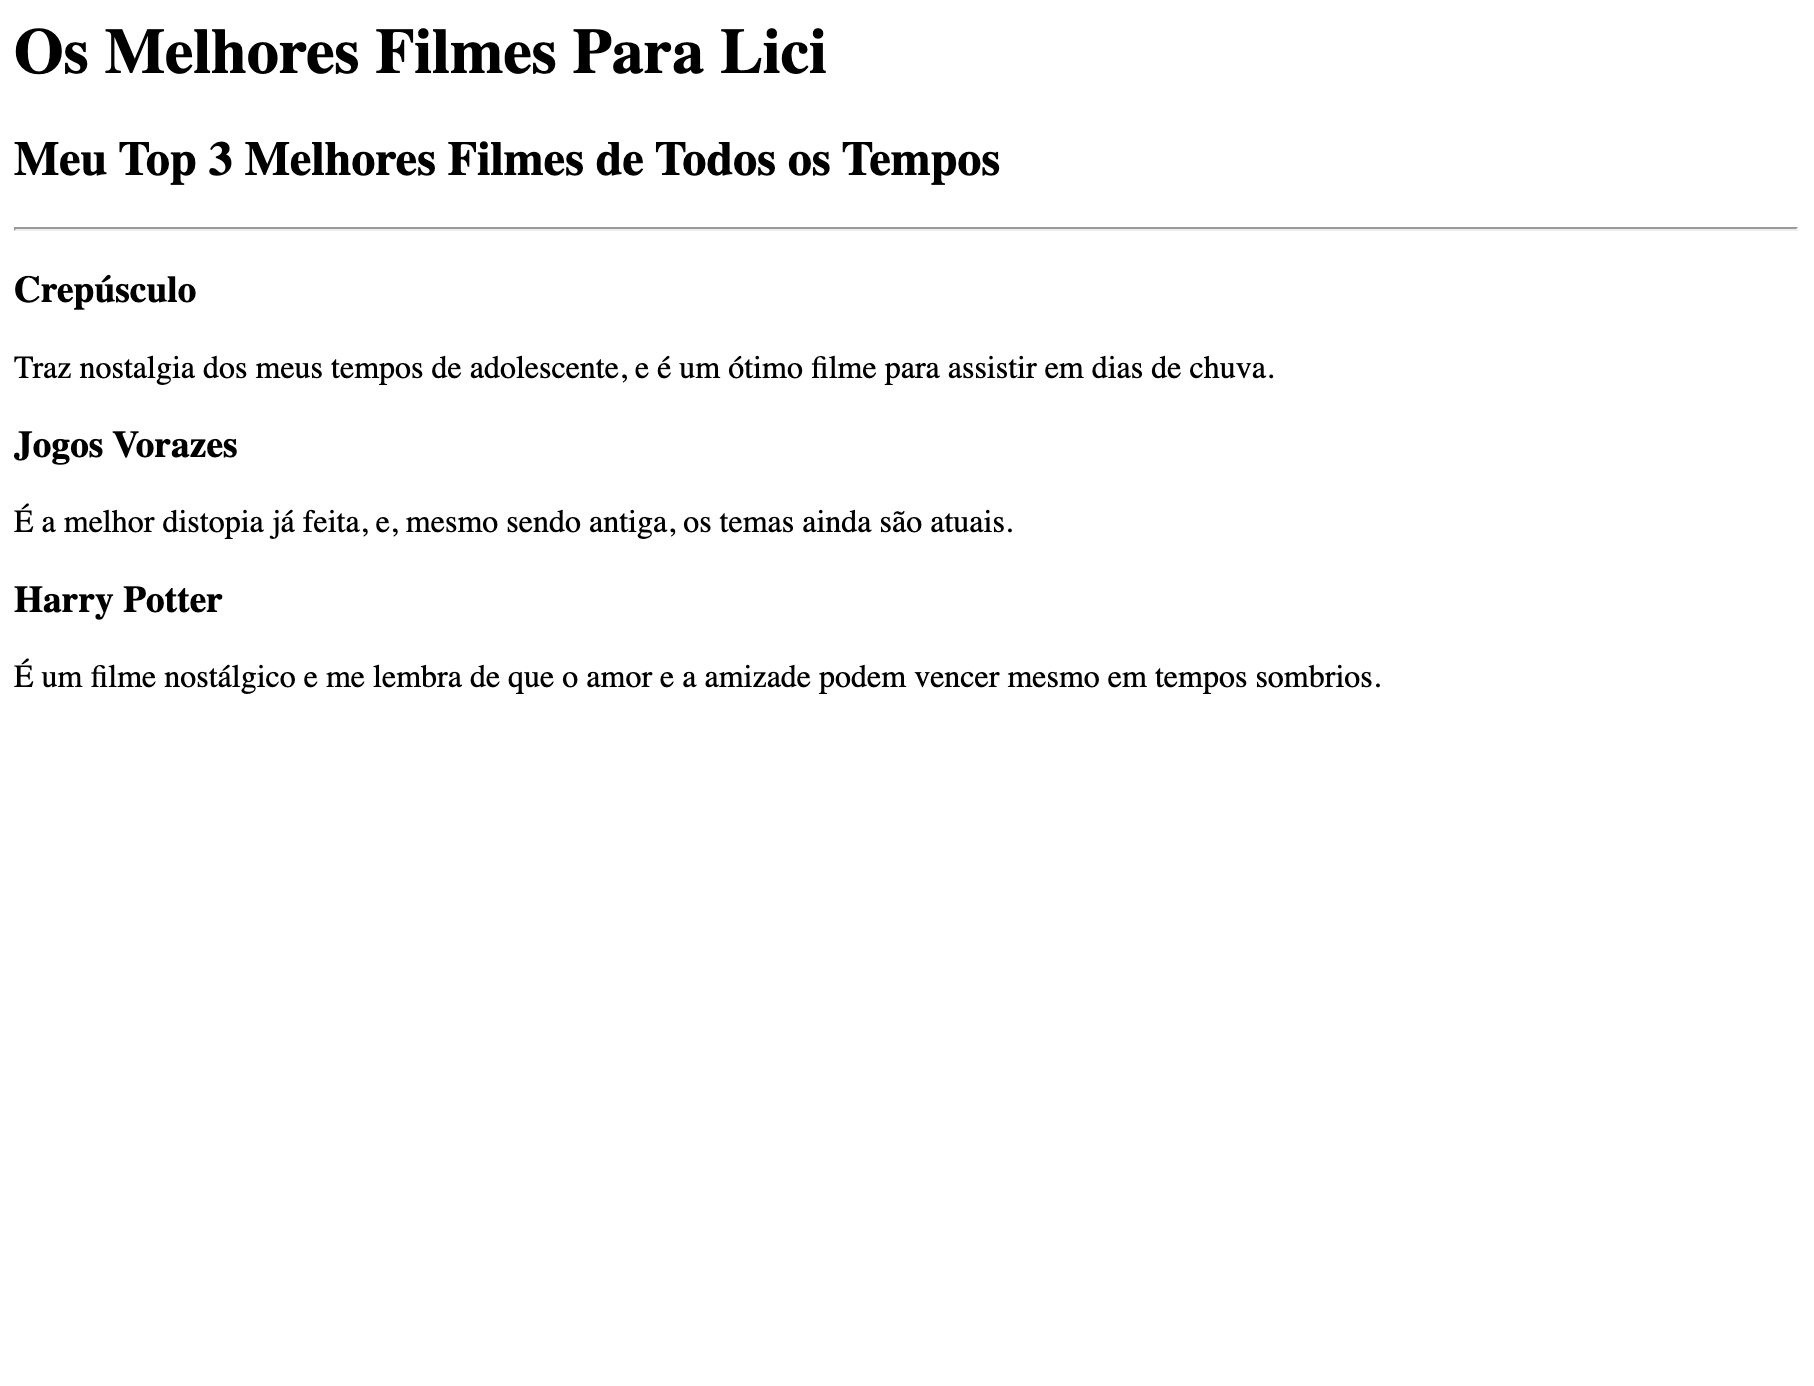 Os Melhores Filmes Para Lici
Meu Top 3 Melhores Filmes de Todos os Tempos
Crepúsculo
Traz nostalgia dos meus tempos de adolescente, e é um ótimo filme para assistir em dias de chuva.
Jogos Vorazes
É a melhor distopia já feita, e, mesmo sendo antiga, os temas ainda são atuais.
Harry Potter
É um filme nostálgico e me lembra de que o amor e a amizade podem vencer mesmo em tempos sombrios.